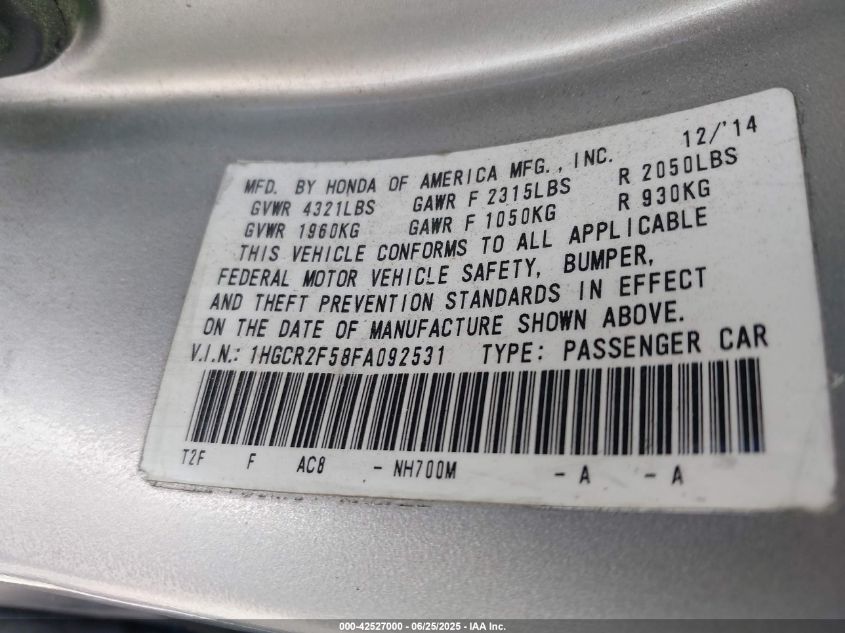 12/'14
MFD. BY HONDA OF AMERICA MFG., INC.
GVWR 4321LBS GAWR F 2315LBS R 2050LBS
GVWR 1960KG GAWR F 1050KG R 930KG
THIS VEHICLE CONFORMS TO ALL APPLICABLE
FEDERAL MOTOR VEHICLE SAFETY, BUMPER,
AND THEFT PREVENTION STANDARDS IN EFFECT
ON THE DATE OF MANUFACTURE SHOWN ABOVE.
V.I.N.: 1HGCR2F58FA092531 TYPE: PASSENGER CAR
T2F F AC8 - NH700M - A - A
000-42527000 - 06/25/2025 - IAA Inc.